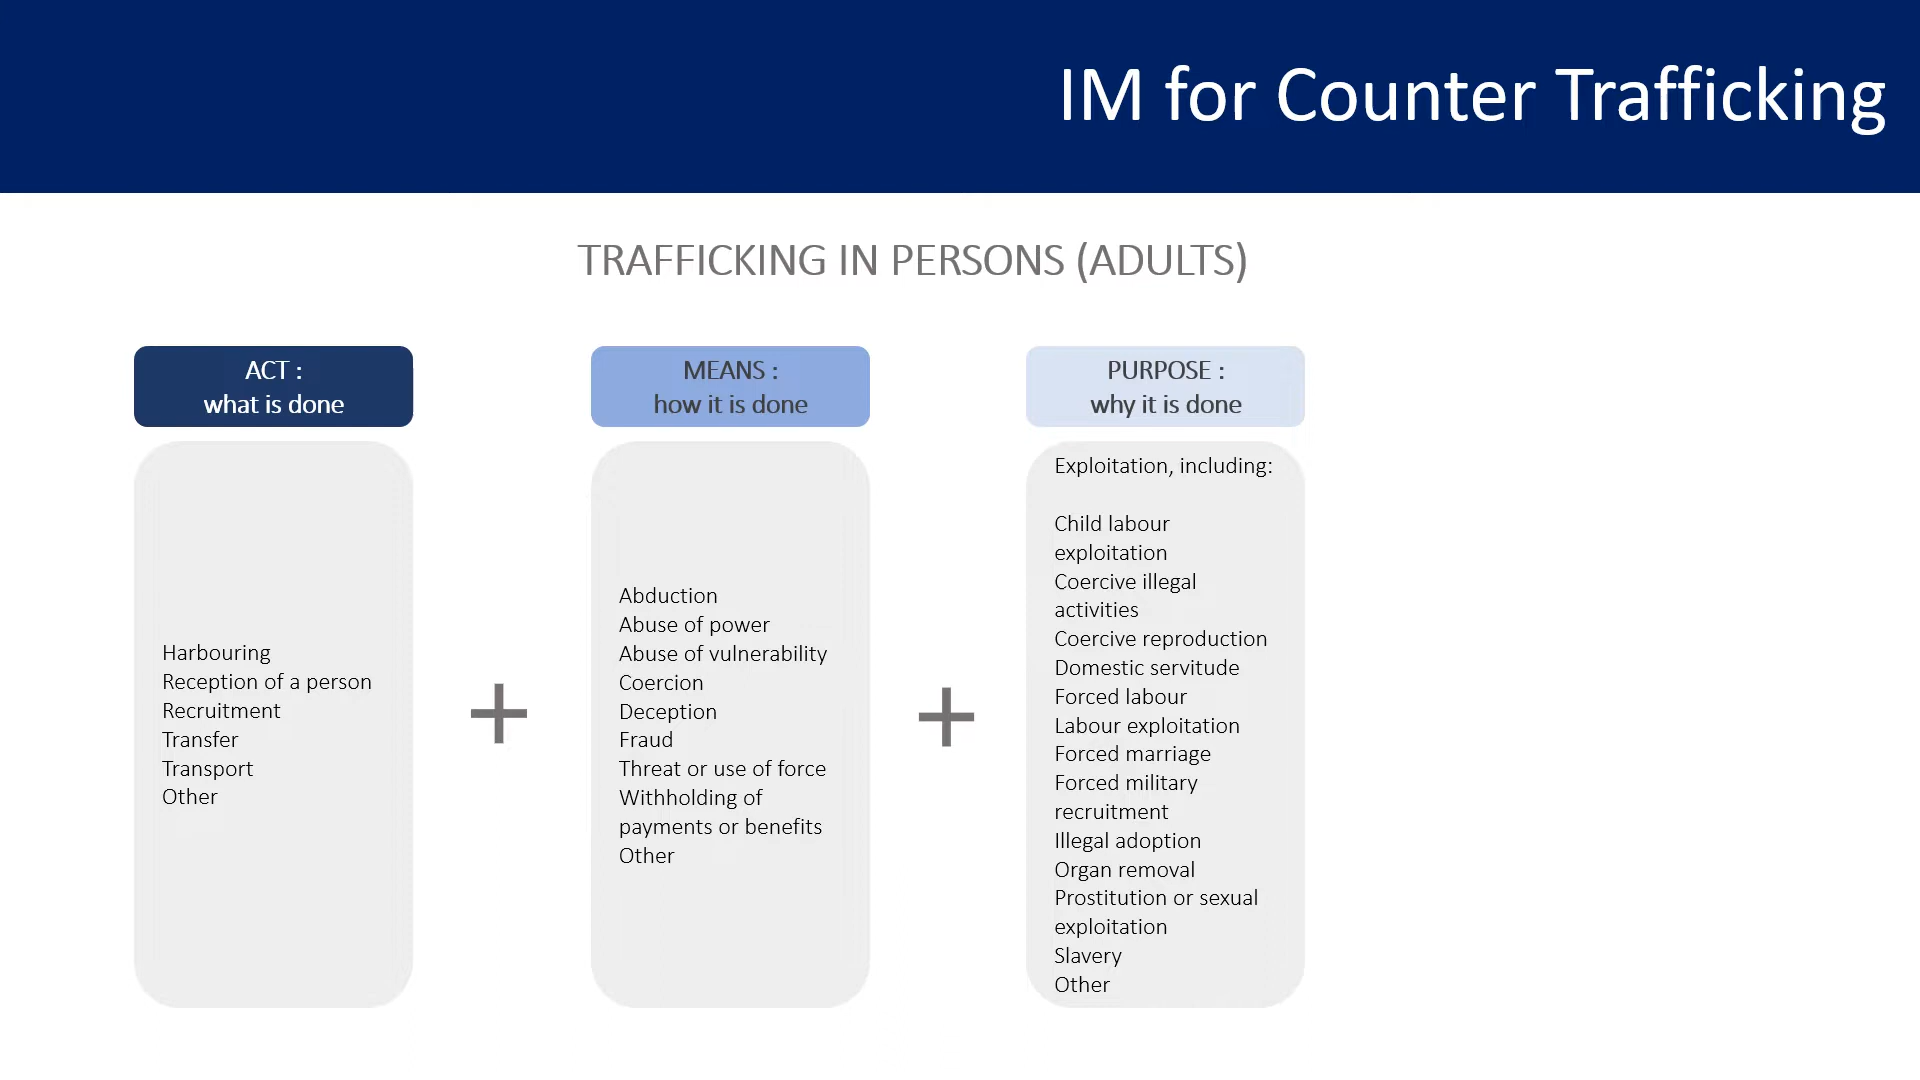 IM for Counter Trafficking
TRAFFICKING IN PERSONS (ADULTS)
ACT :
what is done
Harbouring
Reception of a person
Recruitment
Transfer
Transport
Other
+
MEANS :
how it is done
Abduction
Abuse of power
Abuse of vulnerability
Coercion
Deception
Fraud
Threat or use of force
Withholding of
payments or benefits
Other
+
PURPOSE :
why it is done
Exploitation, including:
Child labour
exploitation
Coercive illegal
activities
Coercive reproduction
Domestic servitude
Forced labour
Labour exploitation
Forced marriage
Forced military
recruitment
Illegal adoption
Organ removal
Prostitution or sexual
exploitation
Slavery
Other